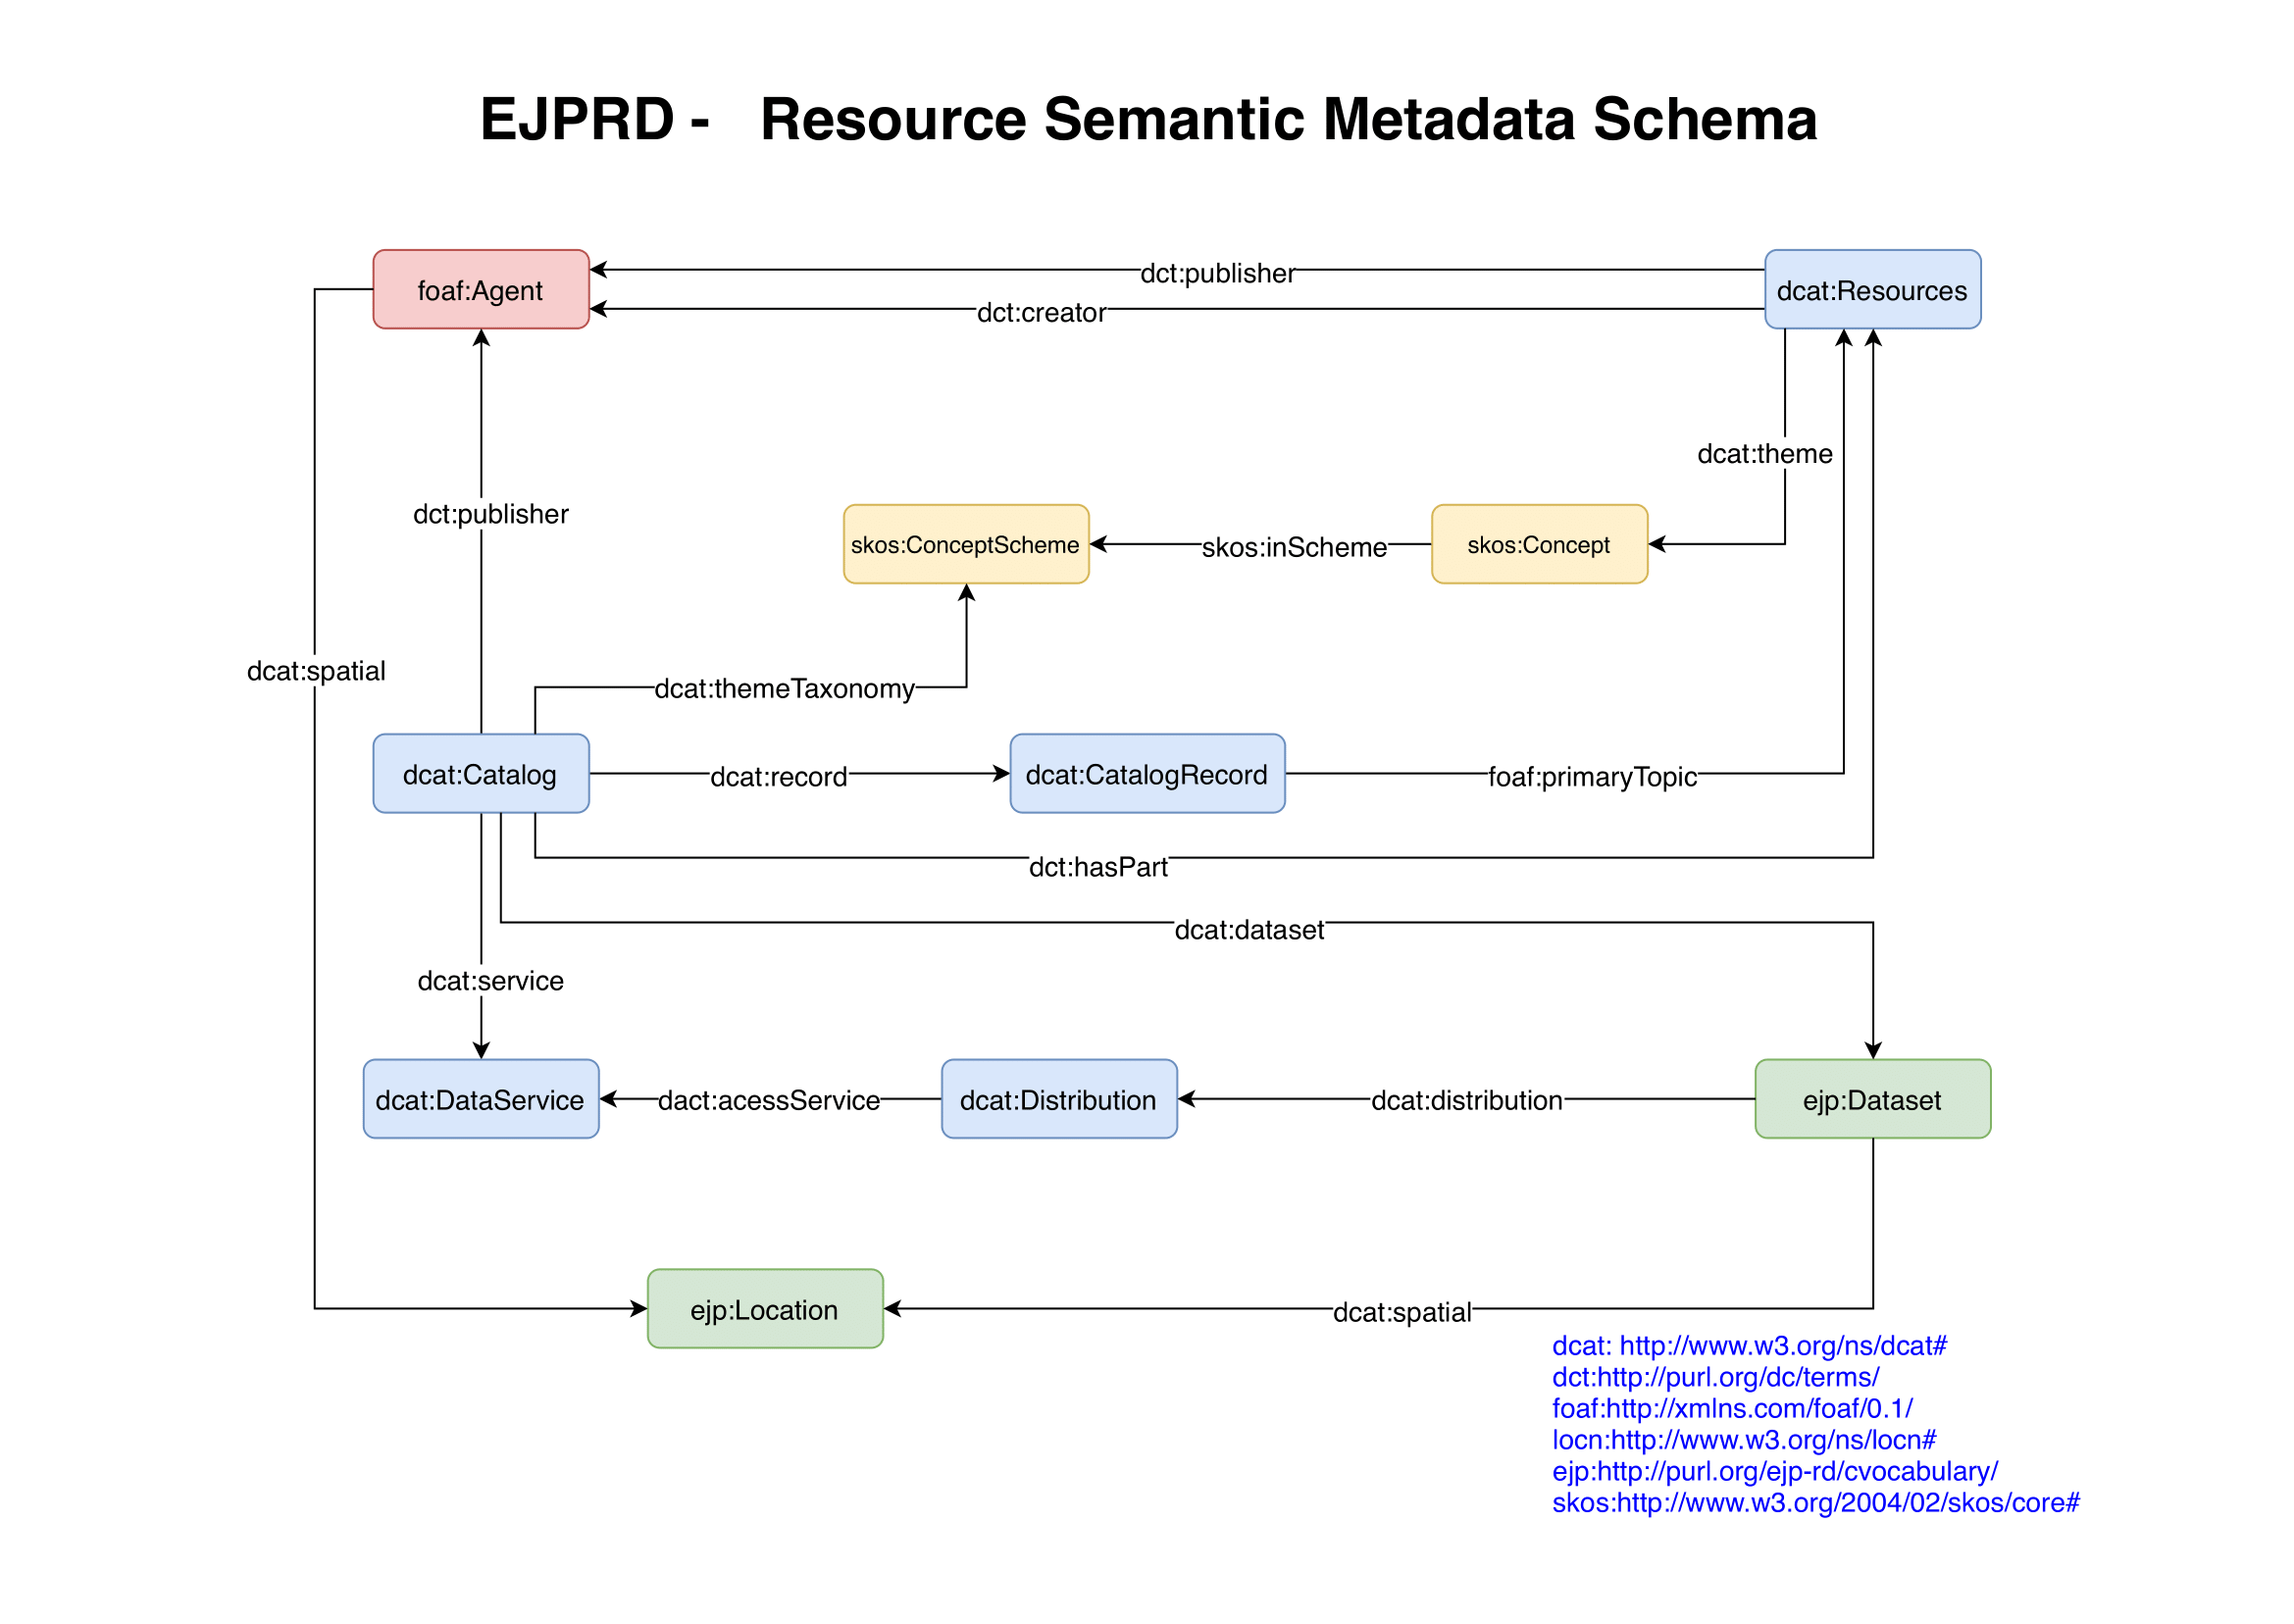 EJPRD - Resource Semantic Metadata Schema
foaf:Agent
dct:publisher
dcat:Resources
dct:creator
dcat:theme
dct:publisher
skos:ConceptScheme
skos:inScheme
skos:Concept
dcat:spatial
dcat:themeTaxonomy
dcat:Catalog
dcat:record
dcat:CatalogRecord
foaf:primaryTopic
dct:hasPart
dcat:dataset
dcat:service
dcat:DataService
dact:acessService
dcat:Distribution
dcat:distribution
ejp:Dataset
ejp:Location
dcat:spatial
dcat: http://www.w3.org/ns/dcat#
dct:http://purl.org/dc/terms/
foaf:http://xmlns.com/foaf/0.1/
locn:http://www.w3.org/ns/locn#
ejp:http://purl.org/ejp-rd/cvocabulary/
skos:http://www.w3.org/2004/02/skos/core#